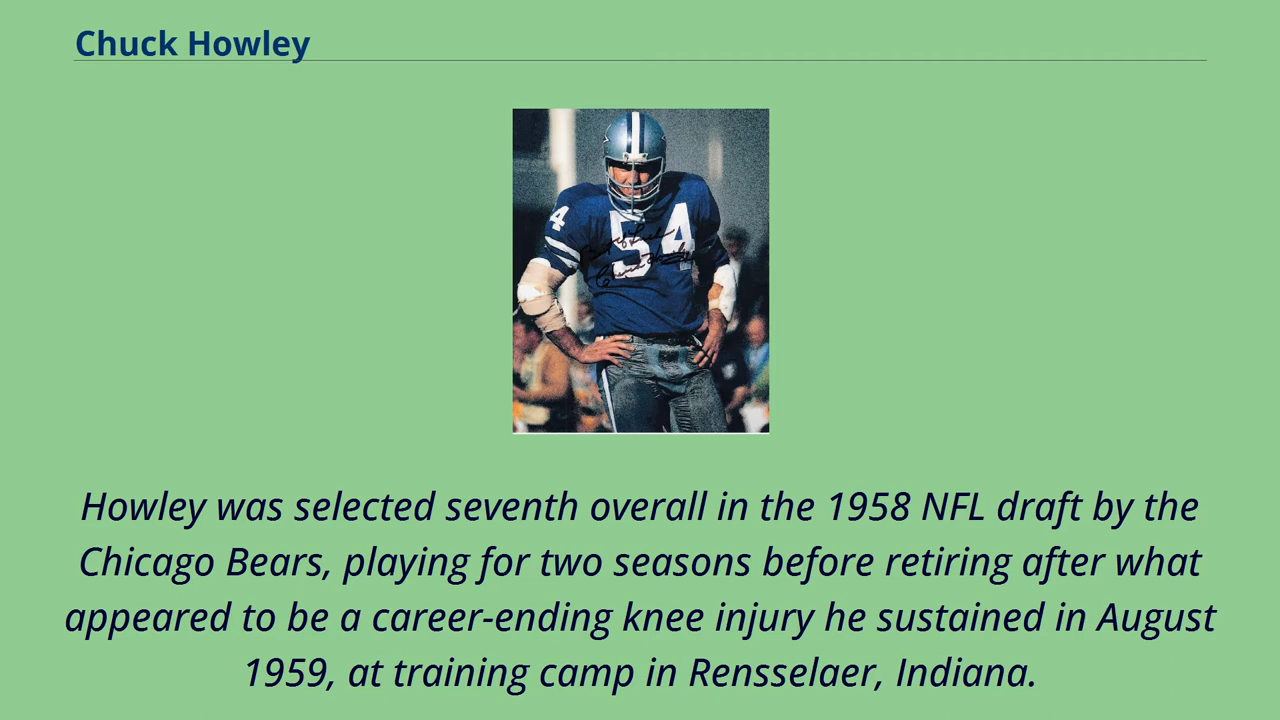 Chuck Howley
4
54
Howley was selected seventh overall in the 1958 NFL draft by the
Chicago Bears, playing for two seasons before retiring after what
appeared to be a career-ending knee injury he sustained in August
1959, at training camp in Rensselaer, Indiana.